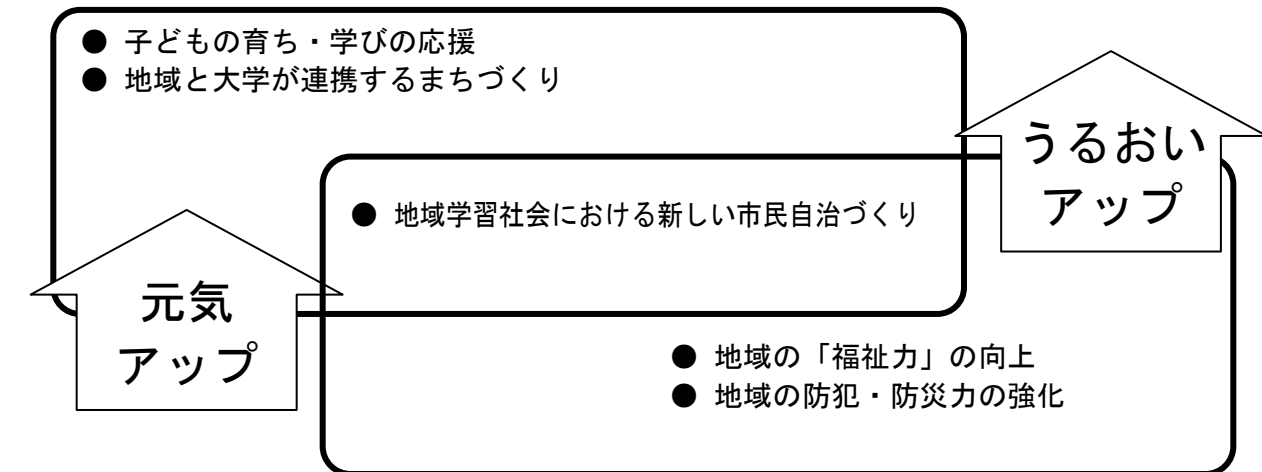 ● 子どもの育ち・学びの応援
● 地域と大学が連携するまちづくり
うるおい
アップ
● 地域学習社会における新しい市民自治づくり
元気
アップ
● 地域の「福祉力」の向上
● 地域の防犯・防災力の強化